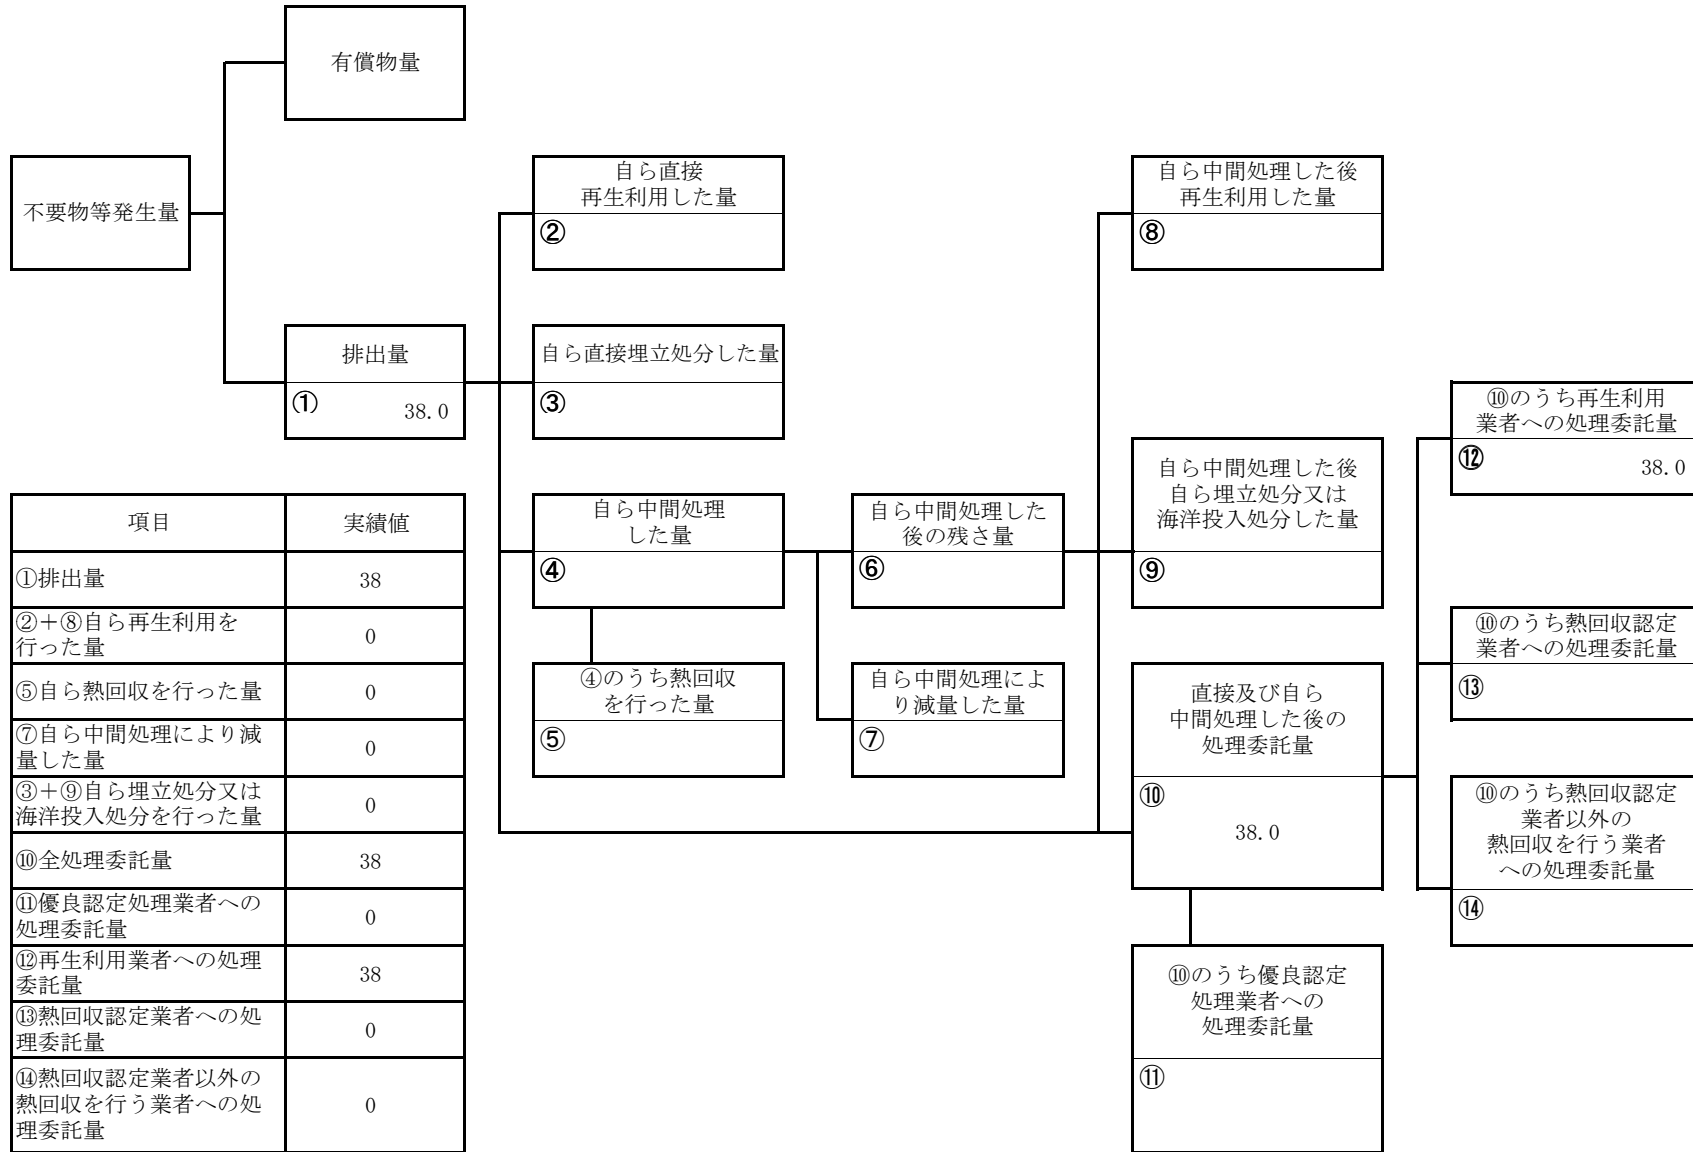 有償物量
不要物等発生量
自ら直接
再生利用した量
②
自ら中間処理した後
再生利用した量
⑧
排出量
① 38.0
自ら直接埋立処分した量
③
⑩のうち再生利用
業者への処理委託量
⑫ 38.0
自ら中間処理
した量
④
自ら中間処理した
後の残さ量
⑥
自ら中間処理した後
自ら埋立処分又は
海洋投入処分した量
⑨
⑩のうち熱回収認定
業者への処理委託量
⑬
④のうち熱回収
を行った量
⑤
自ら中間処理によ
り減量した量
⑦
直接及び自ら
中間処理した後の
処理委託量
⑩
38.0
⑩のうち熱回収認定
業者以外の
熱回収を行う業者
への処理委託量
⑭
⑩のうち優良認定
処理業者への
処理委託量
⑪
項目 実績値
①排出量 38
②+⑧自ら再生利用を
行った量 0
⑤自ら熱回収を行った量 0
⑦自ら中間処理により減
量した量 0
③+⑨自ら埋立処分又は
海洋投入処分を行った量 0
⑩全処理委託量 38
⑪優良認定処理業者への
処理委託量 0
⑫再生利用業者への処理
委託量 38
⑬熱回収認定業者への処
理委託量 0
⑭熱回収認定業者以外の
熱回収を行う業者への処 0
理委託量